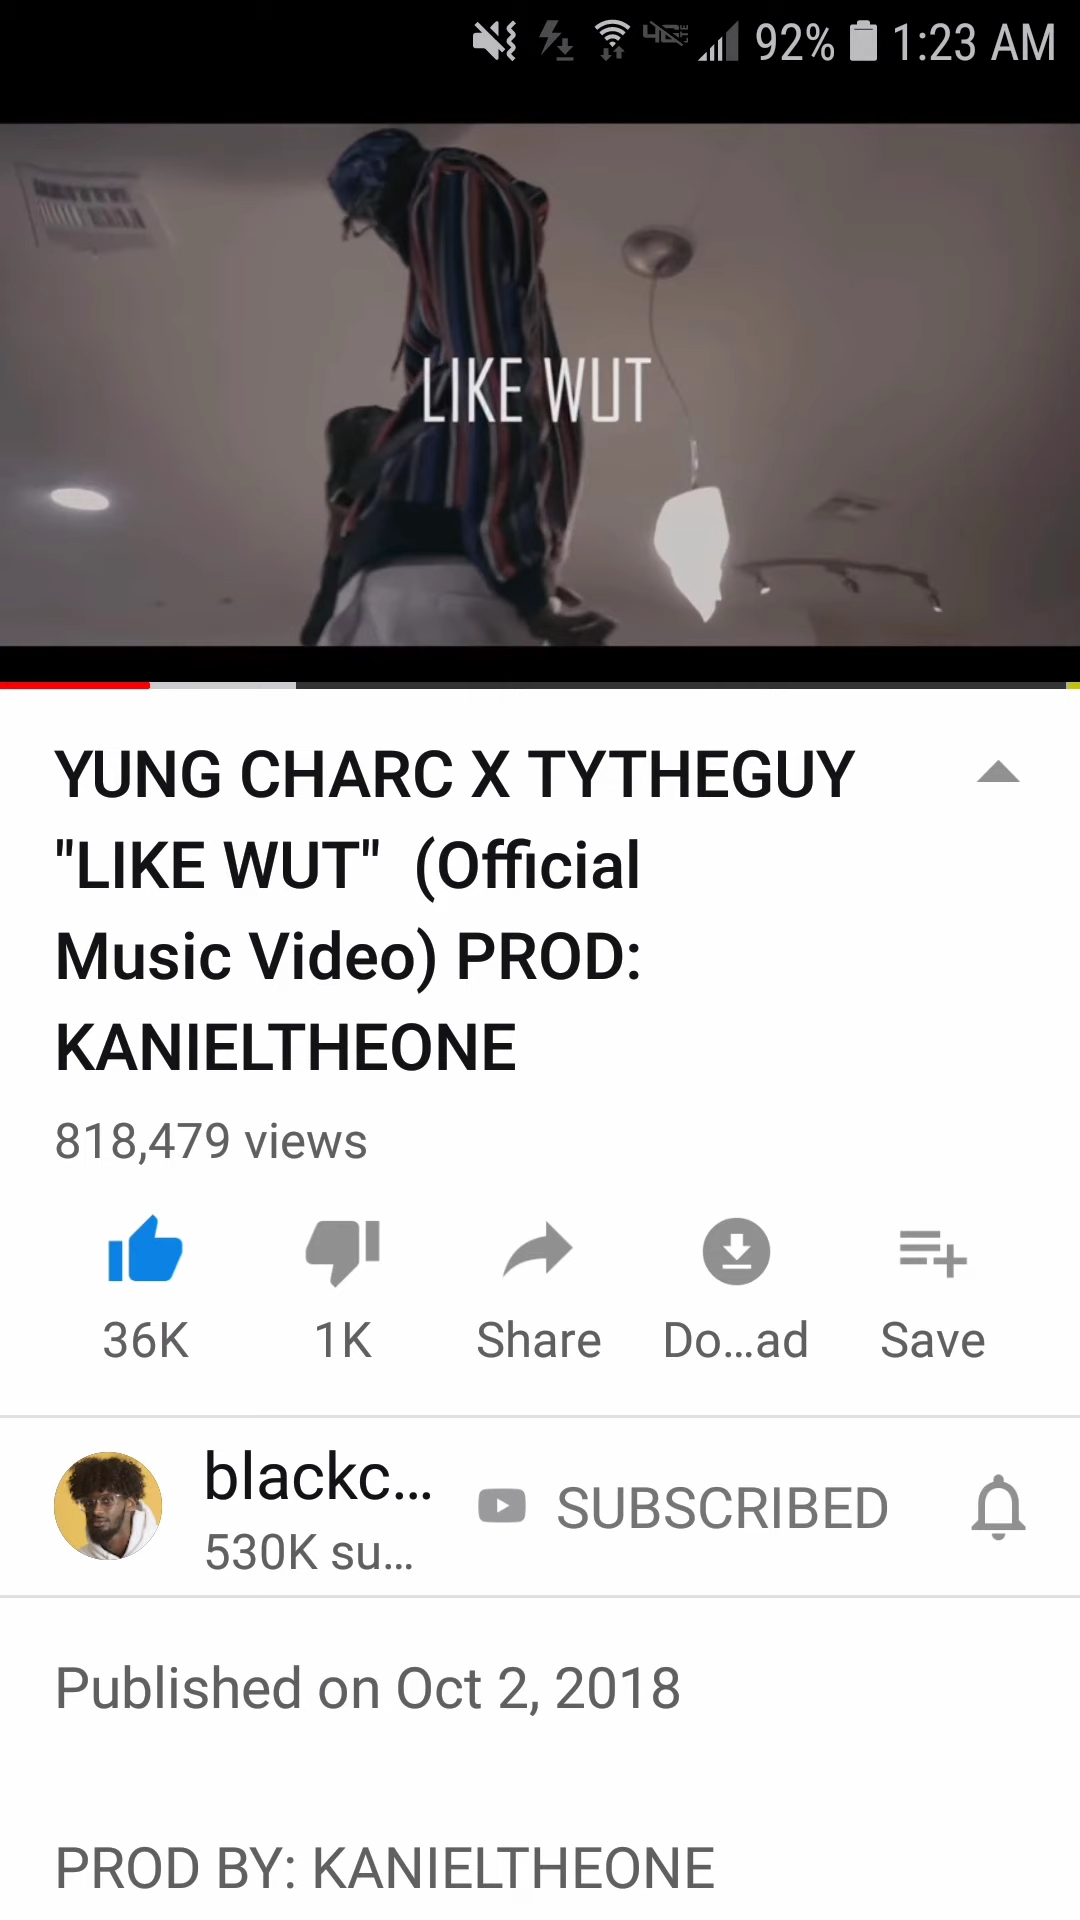 92% 1:23 AM
LIKE WUT
YUNG CHARC X TYTHEGUY
"LIKE WUT" (Official
Music Video) PROD:
KANIELTHEONE
818,479 views
36K 1K Share Do...ad Save
blackc... SUBSCRIBED
530K su...
Published on Oct 2, 2018
PROD BY: KANIELTHEONE